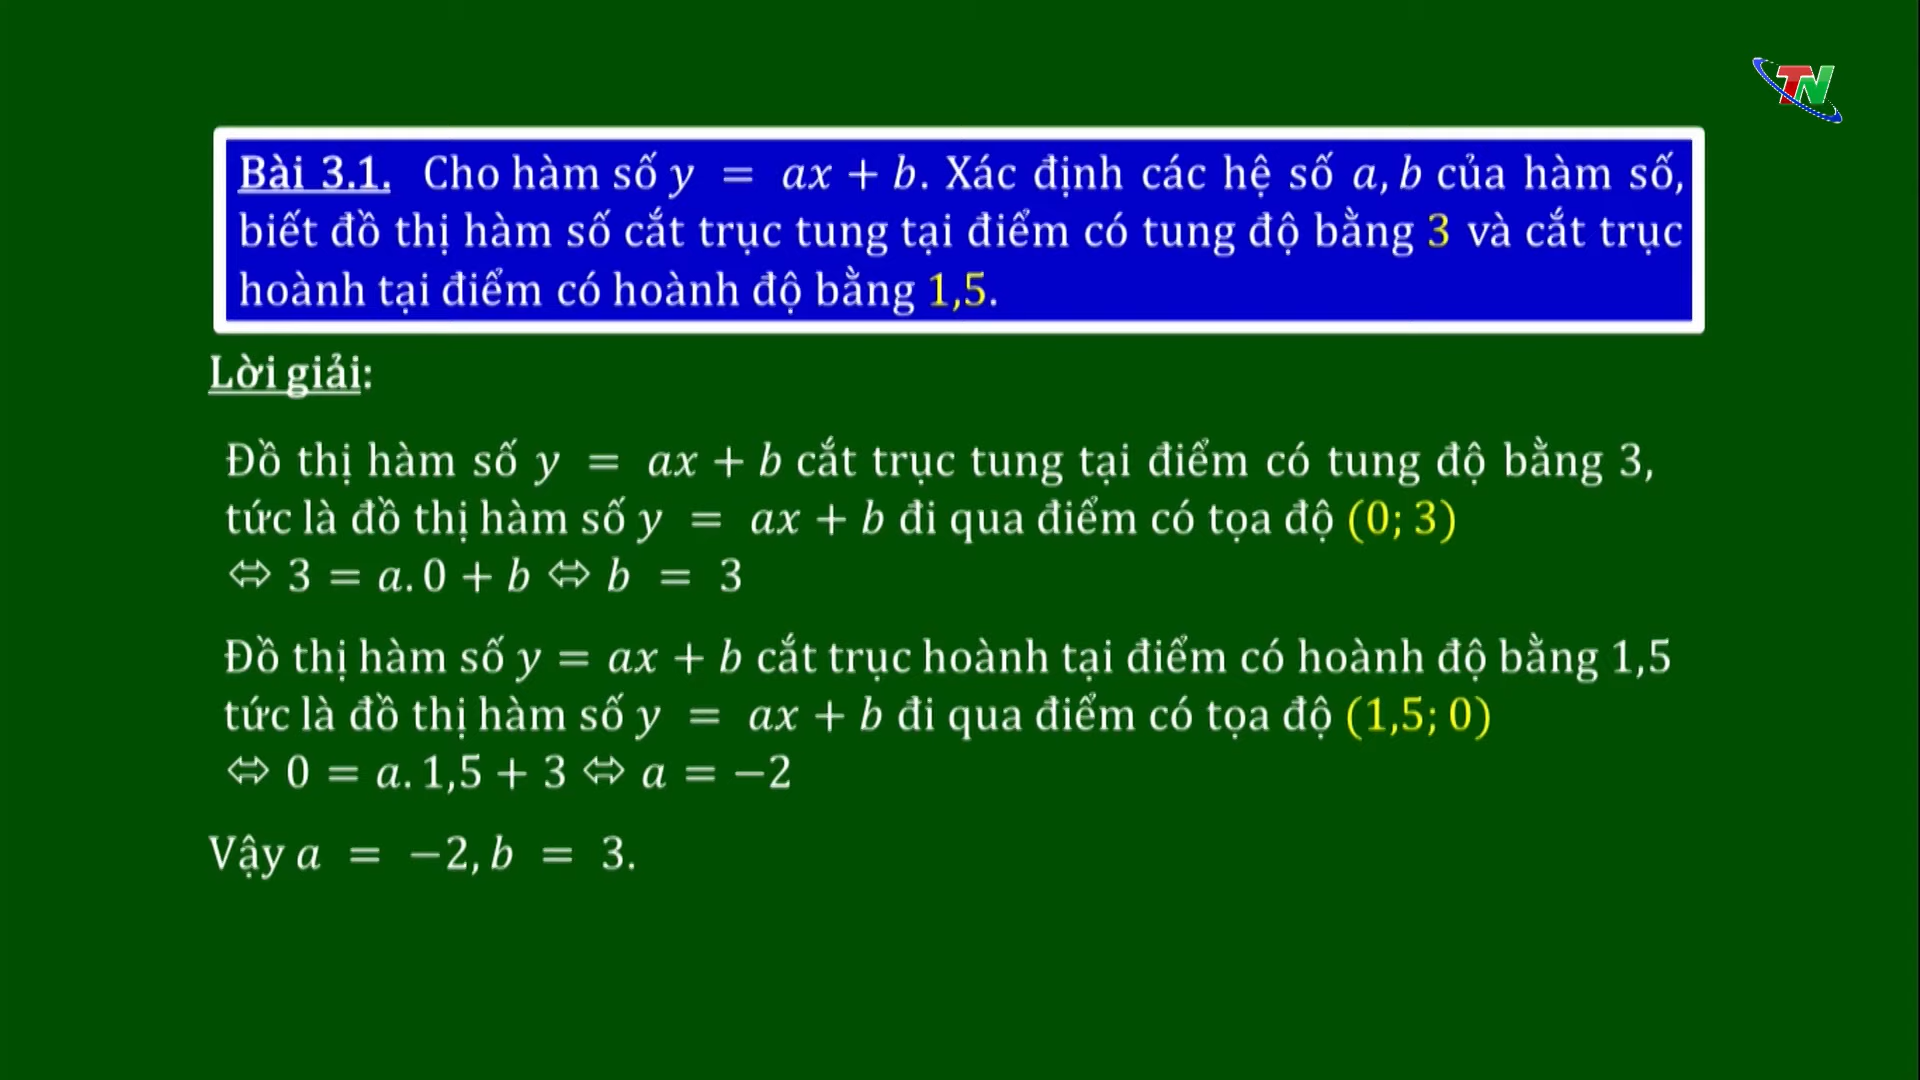 TN
Bài 3.1. Cho hàm số y = ax + b. Xác định các hệ số a, b của hàm số,
biết đồ thị hàm số cắt trục tung tại điểm có tung độ bằng 3 và cắt trục
hoành tại điểm có hoành độ bằng 1,5.
Lời giải:
Đồ thị hàm số y = ax + b cắt trục tung tại điểm có tung độ bằng 3,
tức là đồ thị hàm số y = ax + b đi qua điểm có tọa độ (0; 3)
⇔ 3 = a. 0 + b ⇔ b = 3
Đồ thị hàm số y = ax + b cắt trục hoành tại điểm có hoành độ bằng 1,5
tức là đồ thị hàm số y = ax + b đi qua điểm có tọa độ (1,5; 0)
⇔ 0 = a. 1,5 + 3 ⇔ a = −2
Vậy a = −2, b = 3.